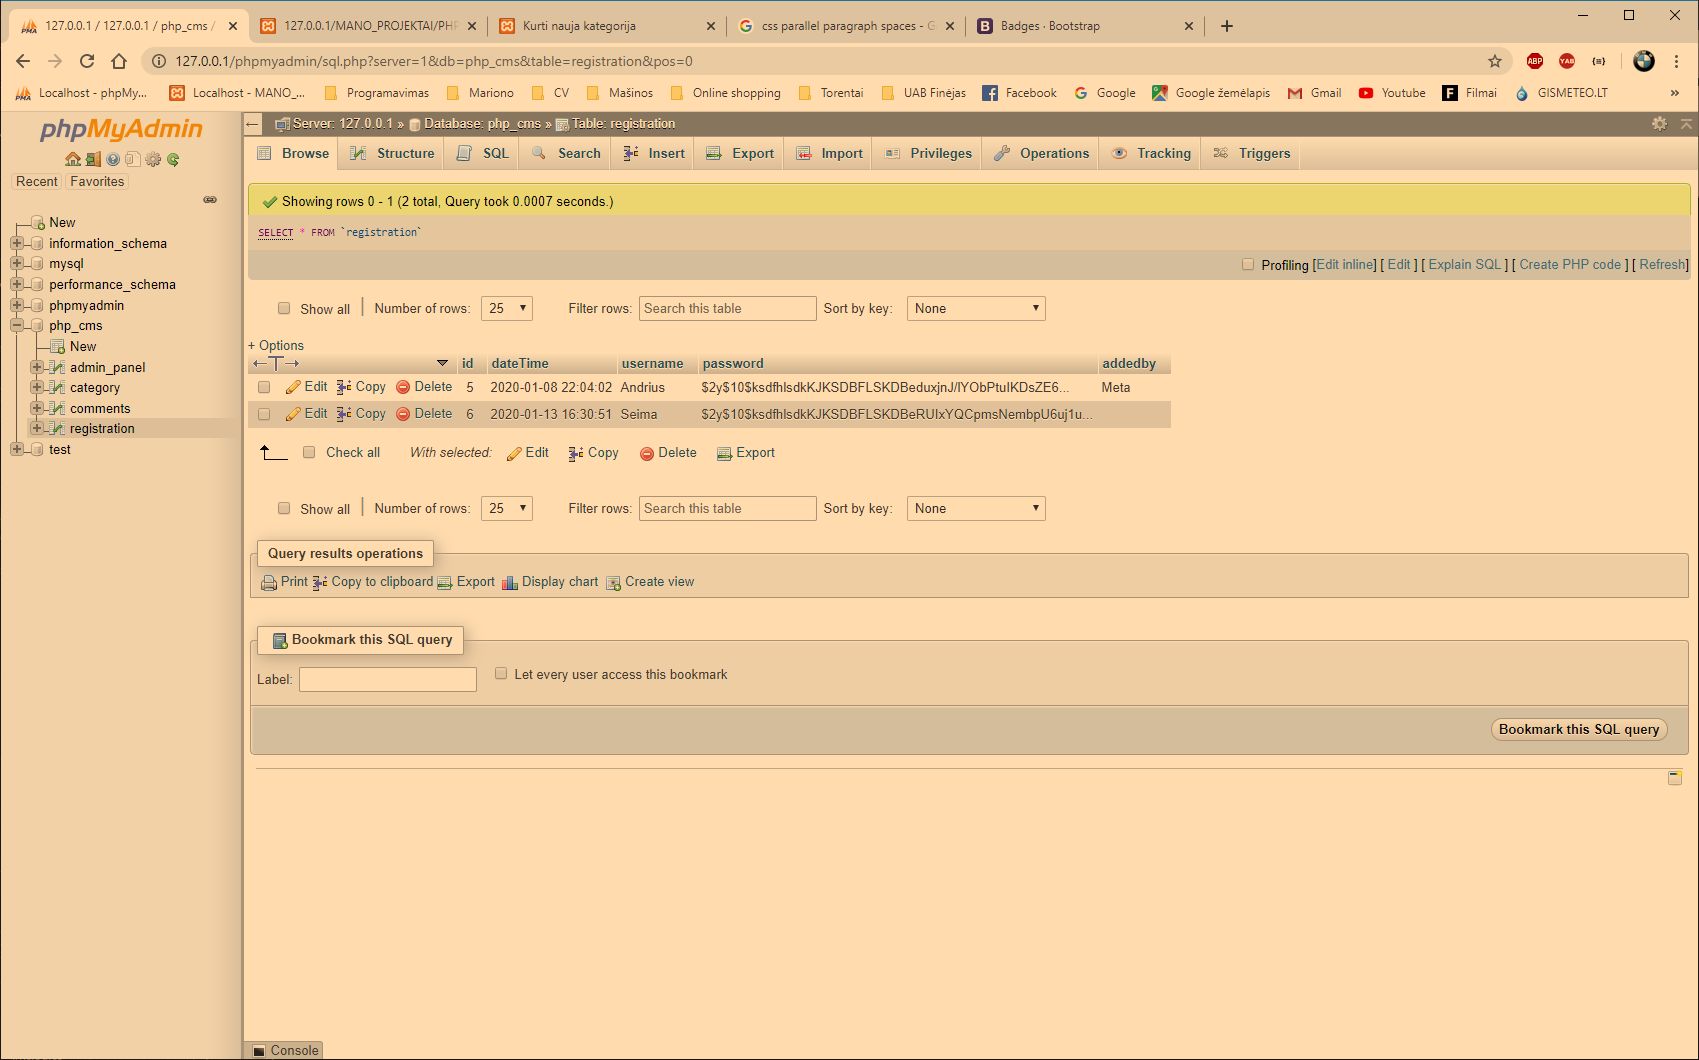 127.0.0.1 / 127.0.0.1 / php_cms /
127.0.0.1/MANO_PROJEKTAI/PHP
Kurti nauja kategorija
css parallel paragraph spaces - G
Badges · Bootstrap
127.0.0.1/phpmyadmin/sql.php?server=1&db=php_cms&table=registration&pos=0
ABP
Localhost - phpMy...
Localhost - MANO_...
Programavimas
Mariono
CV
Mašinos
Online shopping
Torentai
UAB Finėjas
Facebook
Google
Google žemėlapis
Gmail
Youtube
Filmai
GISMETEO.LT
»
phpMyAdmin
Recent Favorites
New
information_schema
mysql
performance_schema
phpmyadmin
php_cms
New
admin_panel
category
comments
registration
test
Server: 127.0.0.1 » Database: php_cms » Table: registration
Browse Structure SQL Search Insert Export Import Privileges Operations Tracking Triggers
Showing rows 0 - 1 (2 total, Query took 0.0007 seconds.)
SELECT * FROM `registration`
Profiling [Edit inline] [ Edit ] [ Explain SQL ] [ Create PHP code ] [ Refresh]
Show all | Number of rows: 25 Filter rows: Search this table Sort by key: None
+ Options
←T→ id dateTime username password addedby
Edit Copy Delete 5 2020-01-08 22:04:02 Andrius $2y$10$ksdfhlsdkKJKSDBFLSKDBeduxjnJ/lYObPtuIKDsZE6... Meta
Edit Copy Delete 6 2020-01-13 16:30:51 Seima $2y$10$ksdfhlsdkKJKSDBFLSKDBeRUIxYQCpmsNembpU6uj1u...
Check all With selected: Edit Copy Delete Export
Show all | Number of rows: 25 Filter rows: Search this table Sort by key: None
Query results operations
Print Copy to clipboard Export Display chart Create view
Bookmark this SQL query
Label: Let every user access this bookmark
Bookmark this SQL query
Console